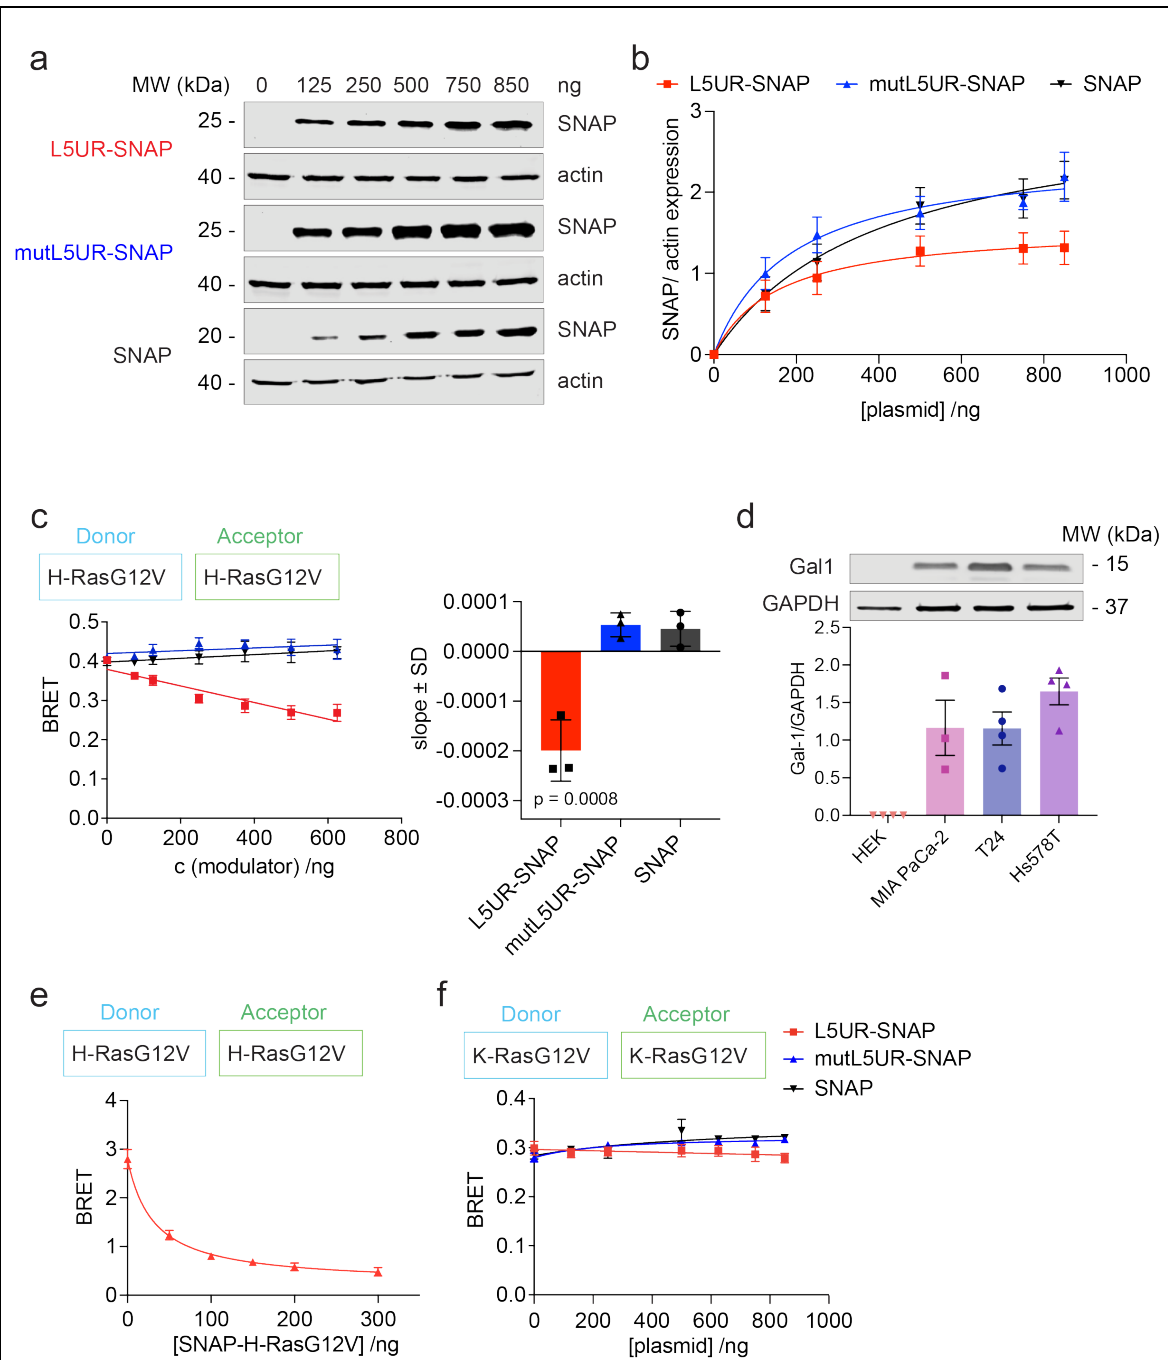 a
MW (kDa) 0 125 250 500 750 850 ng
L5UR-SNAP
25 - SNAP
40 - actin
mutL5UR-SNAP
25 - SNAP
40 - actin
SNAP
20 - SNAP
40 - actin
b
L5UR-SNAP mutL5UR-SNAP SNAP
SNAP/ actin expression
3
2
1
0
0 200 400 600 800 1000
[plasmid] /ng
c
Donor Acceptor
H-RasG12V H-RasG12V
BRET
0.5
0.4
0.3
0.2
0.1
0.0
0 200 400 600 800
c (modulator) /ng
slope ± SD
0.0001
0.0000
-0.0001
-0.0002
-0.0003
p = 0.0008
L5UR-SNAP
mutL5UR-SNAP
SNAP
d
MW (kDa)
Gal1 - 15
GAPDH - 37
Gal-1/GAPDH
2.5
2.0
1.5
1.0
0.5
0.0
HEK
MIA PaCa-2
T24
Hs578T
e
Donor Acceptor
H-RasG12V H-RasG12V
BRET
4
3
2
1
0
0 100 200 300
[SNAP-H-RasG12V] /ng
f
Donor Acceptor
K-RasG12V K-RasG12V
L5UR-SNAP
mutL5UR-SNAP
SNAP
BRET
0.4
0.3
0.2
0.1
0.0
0 200 400 600 800 1000
[plasmid] /ng